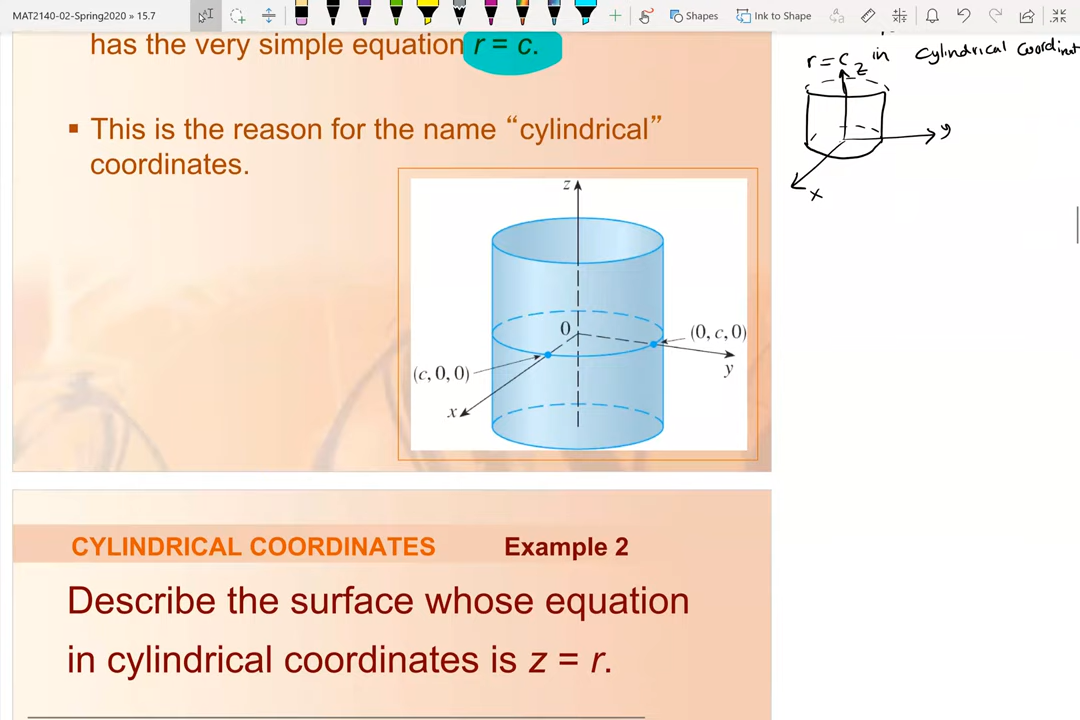 MAT2140-02-Spring2020 » 15.7
Shapes
Ink to Shape
has the very simple equation r = c.
▪ This is the reason for the name “cylindrical”
coordinates.
z
0
(0, c, 0)
(c, 0, 0)
y
x
CYLINDRICAL COORDINATES Example 2
Describe the surface whose equation
in cylindrical coordinates is z = r.
r = c in cylindrical coordinat
z
y
x